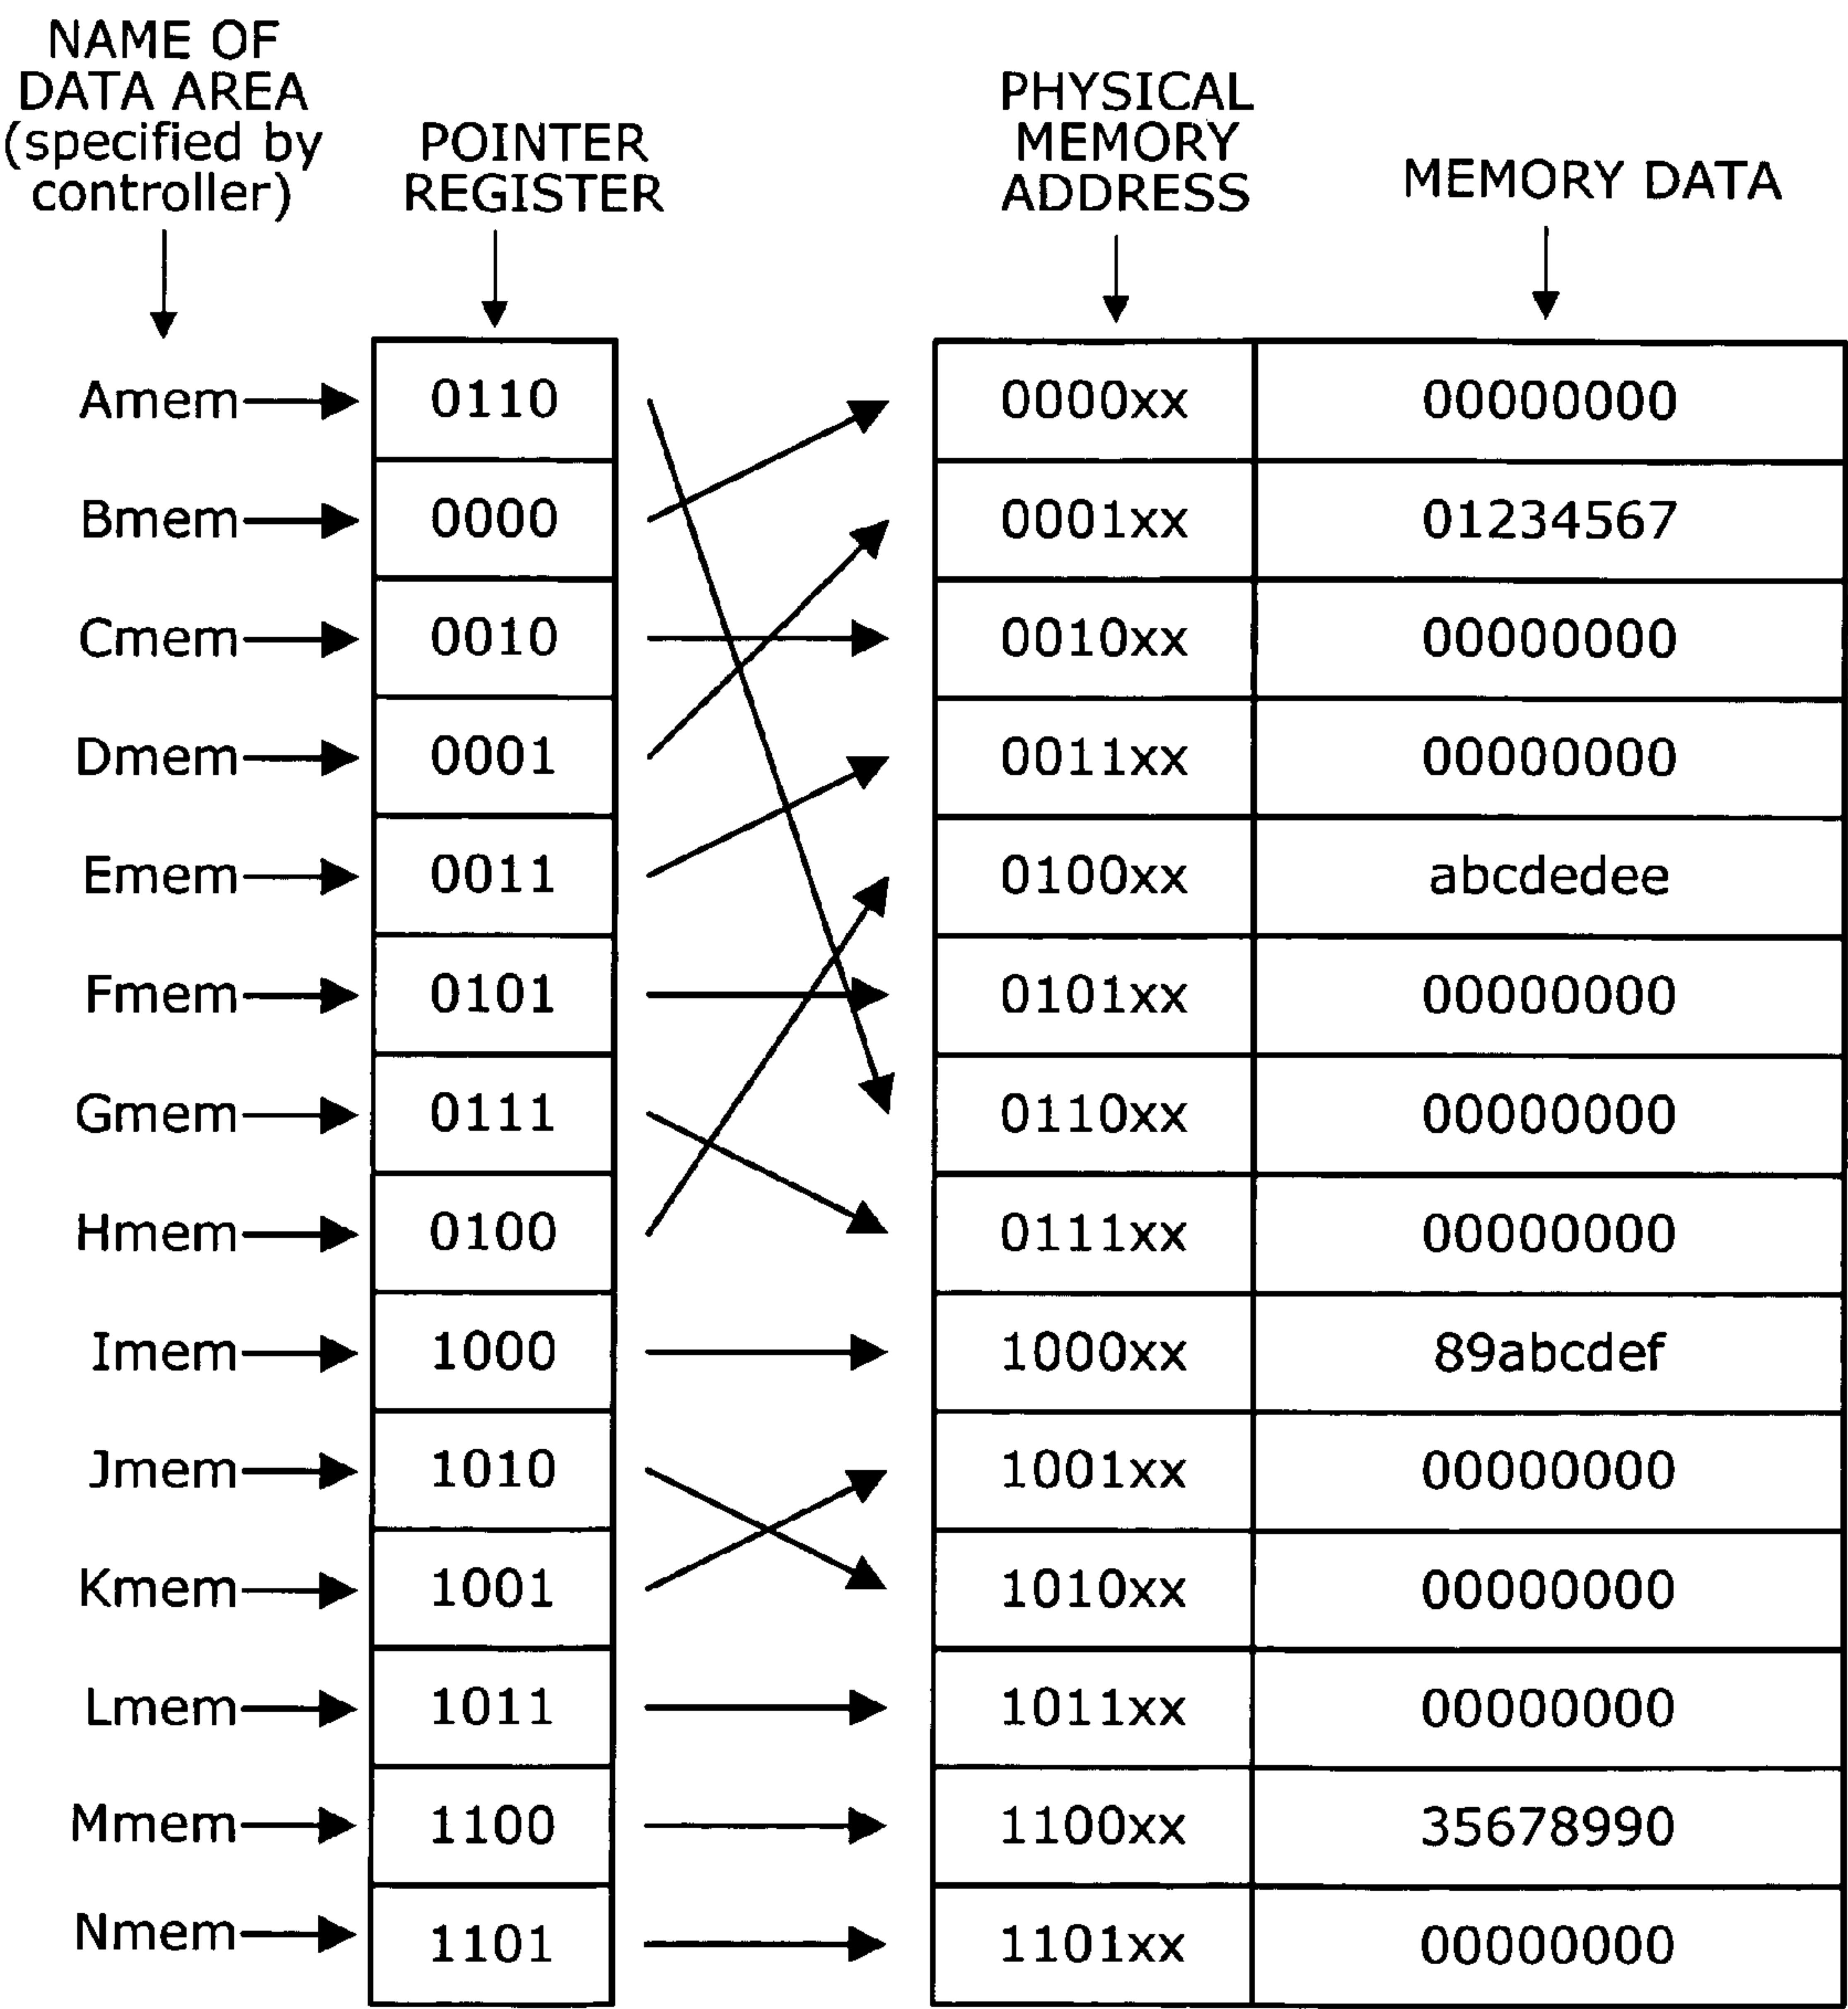 NAME OF
DATA AREA
(specified by
controller)
POINTER
REGISTER
PHYSICAL
MEMORY
ADDRESS
MEMORY DATA
Amem 0110 0000xx 00000000
Bmem 0000 0001xx 01234567
Cmem 0010 0010xx 00000000
Dmem 0001 0011xx 00000000
Emem 0011 0100xx abcdedee
Fmem 0101 0101xx 00000000
Gmem 0111 0110xx 00000000
Hmem 0100 0111xx 00000000
Imem 1000 1000xx 89abcdef
Jmem 1010 1001xx 00000000
Kmem 1001 1010xx 00000000
Lmem 1011 1011xx 00000000
Mmem 1100 1100xx 35678990
Nmem 1101 1101xx 00000000